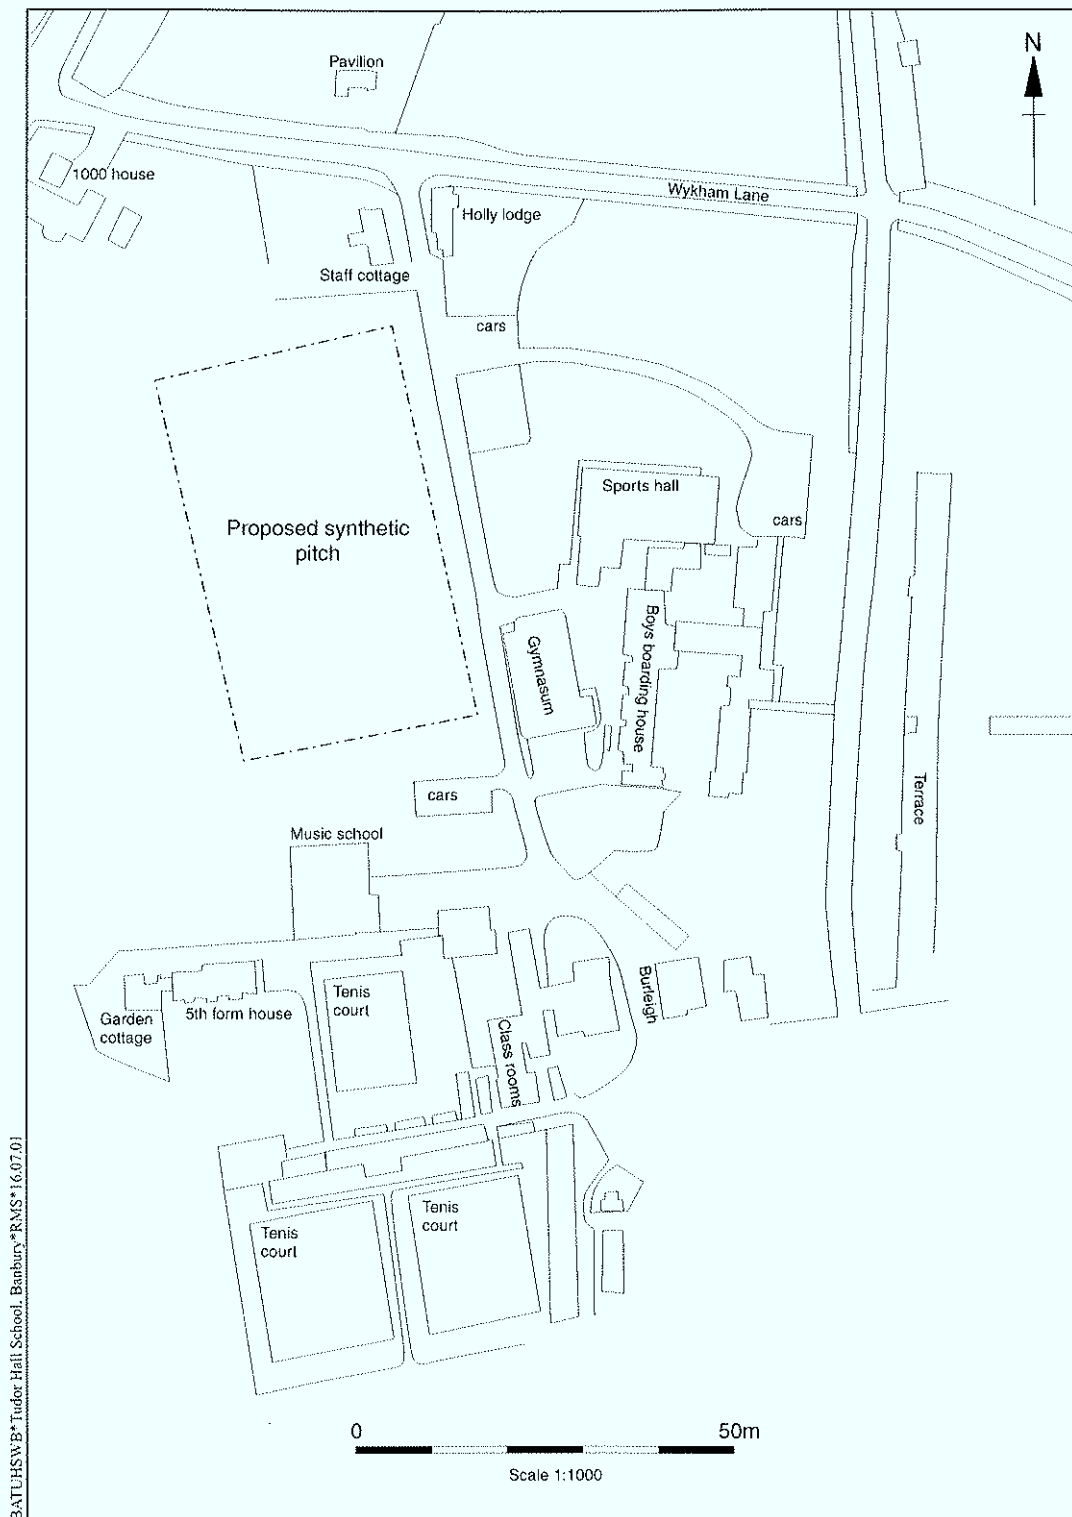 N
Pavilion
1000 house
Wykham Lane
Holly lodge
Staff cottage
cars
Sports hall
Proposed synthetic
pitch
cars
Boys boarding house
Gymnasum
Terrace
cars
Music school
Burleigh
Tenis
court
Garden
cottage
5th form house
Class rooms
Tenis
court
Tenis
court
0 50m
Scale 1:1000
BATUHSWB*Tudor Hall School, Banbury*RMS*16.07.01